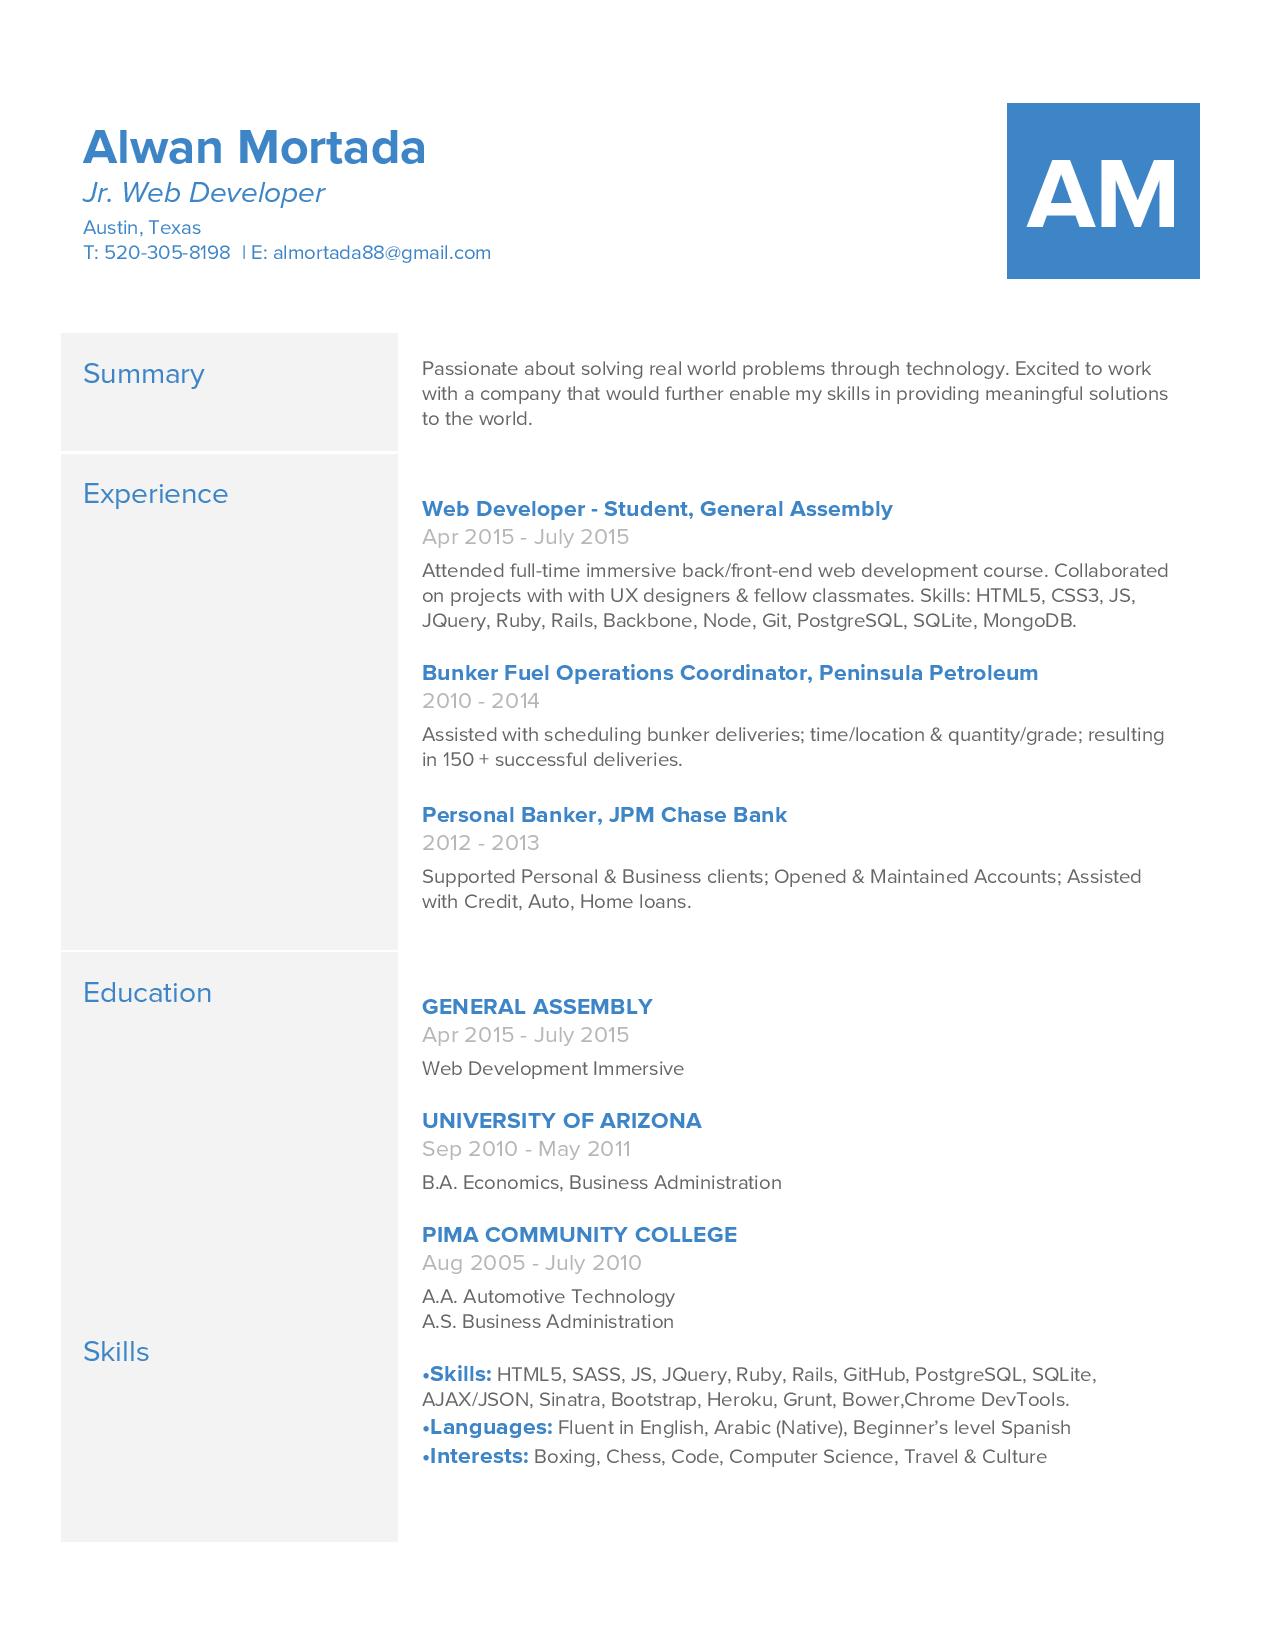 Alwan Mortada
Jr. Web Developer
Austin, Texas
T: 520-305-8198 | E: almortada88@gmail.com
AM
Summary
Passionate about solving real world problems through technology. Excited to work
with a company that would further enable my skills in providing meaningful solutions
to the world.
Experience
Web Developer - Student, General Assembly
Apr 2015 - July 2015
Attended full-time immersive back/front-end web development course. Collaborated
on projects with with UX designers & fellow classmates. Skills: HTML5, CSS3, JS,
JQuery, Ruby, Rails, Backbone, Node, Git, PostgreSQL, SQLite, MongoDB.
Bunker Fuel Operations Coordinator, Peninsula Petroleum
2010 - 2014
Assisted with scheduling bunker deliveries; time/location & quantity/grade; resulting
in 150 + successful deliveries.
Personal Banker, JPM Chase Bank
2012 - 2013
Supported Personal & Business clients; Opened & Maintained Accounts; Assisted
with Credit, Auto, Home loans.
Education
GENERAL ASSEMBLY
Apr 2015 - July 2015
Web Development Immersive
UNIVERSITY OF ARIZONA
Sep 2010 - May 2011
B.A. Economics, Business Administration
PIMA COMMUNITY COLLEGE
Aug 2005 - July 2010
A.A. Automotive Technology
A.S. Business Administration
Skills
•Skills: HTML5, SASS, JS, JQuery, Ruby, Rails, GitHub, PostgreSQL, SQLite,
AJAX/JSON, Sinatra, Bootstrap, Heroku, Grunt, Bower,Chrome DevTools.
•Languages: Fluent in English, Arabic (Native), Beginner’s level Spanish
•Interests: Boxing, Chess, Code, Computer Science, Travel & Culture